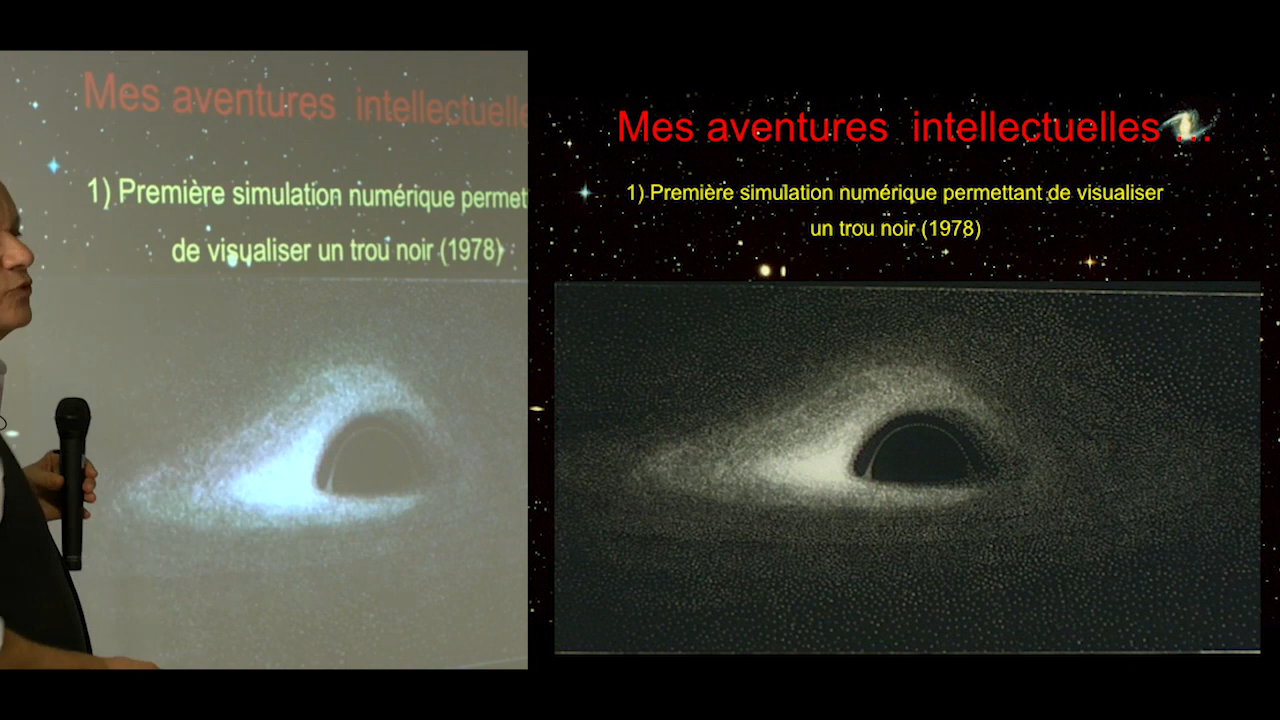 Mes aventures intellectuelle
1) Première simulation numérique permet
de visualiser un trou noir (1978)
Mes aventures intellectuelles ...
1) Première simulation numérique permettant de visualiser
un trou noir (1978)